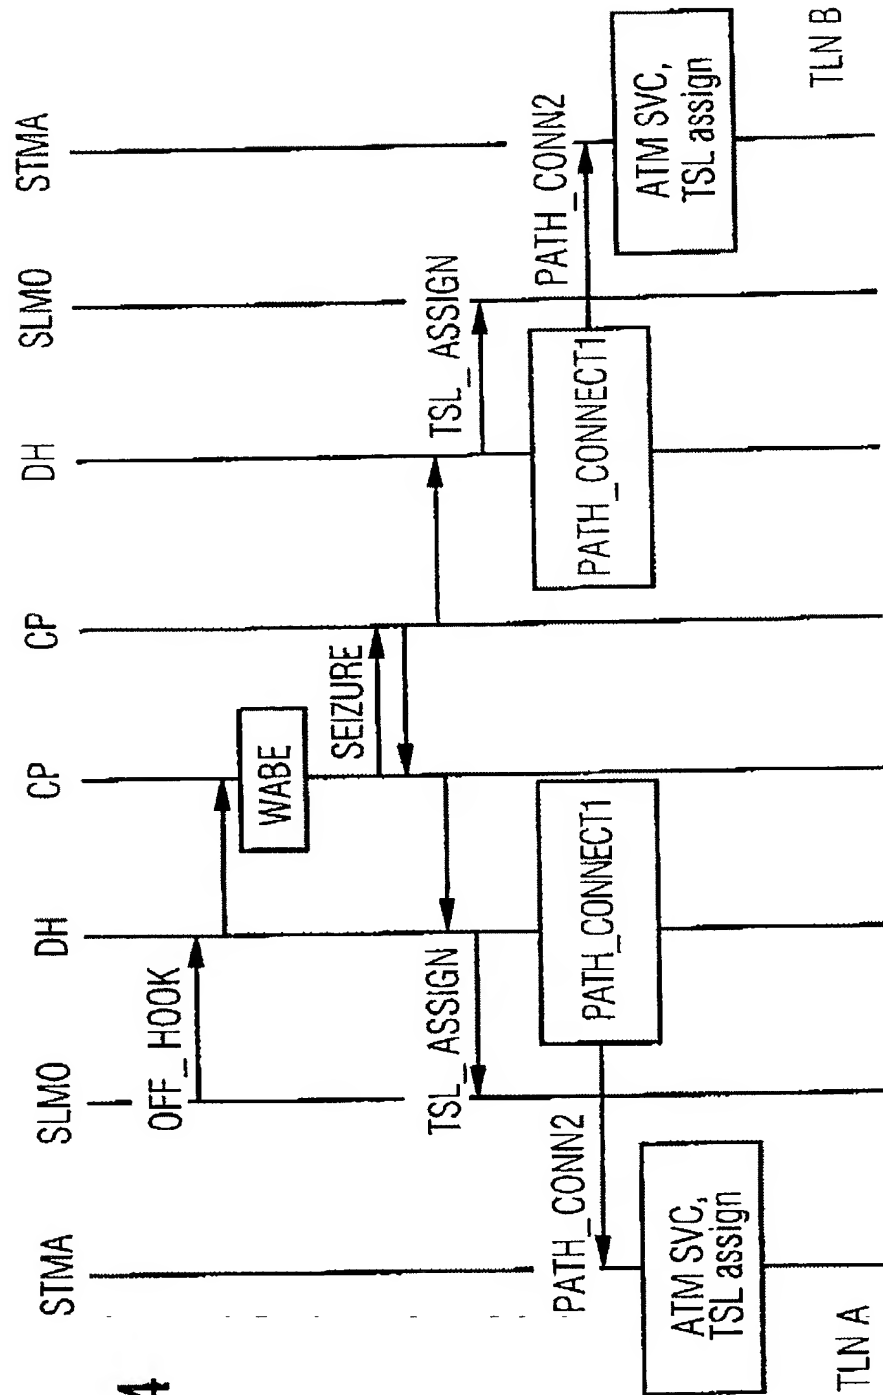 STMA
SLMO
DH
CP
CP
DH
SLMO
STMA
OFF_HOOK
WABE
SEIZURE
TSL_ASSIGN
TSL_ASSIGN
PATH_CONN2
PATH_CONNECT1
PATH_CONNECT1
PATH_CONN2
ATM SVC,
TSL assign
ATM SVC,
TSL assign
TLN A
TLN B